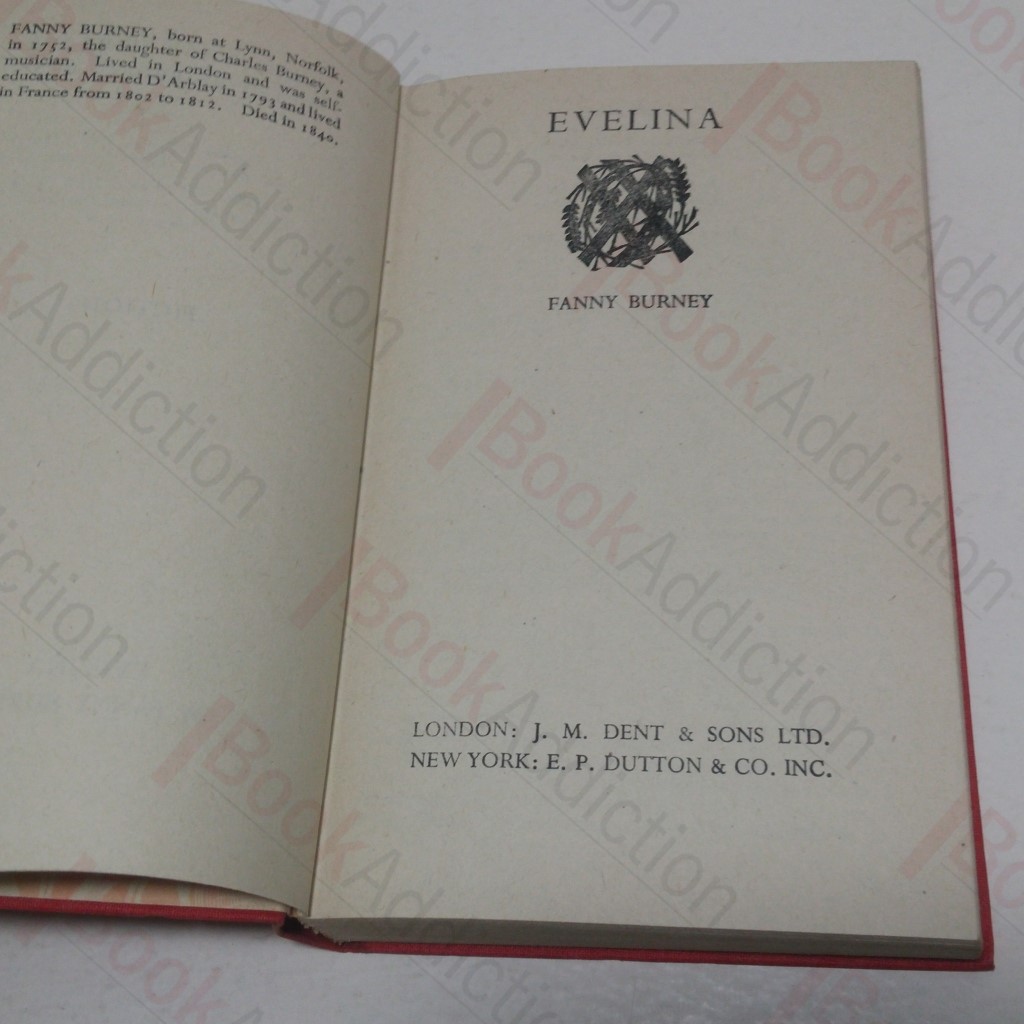 FANNY BURNEY, born at Lynn, Norfolk,
in 1752, the daughter of Charles Burney, a
musician. Lived in London and was self-
educated. Married D'Arblay in 1793 and lived
in France from 1802 to 1812. Died in 1840.
EVELINA
FANNY BURNEY
LONDON: J. M. DENT & SONS LTD.
NEW YORK: E. P. DUTTON & CO. INC.
BookAddiction